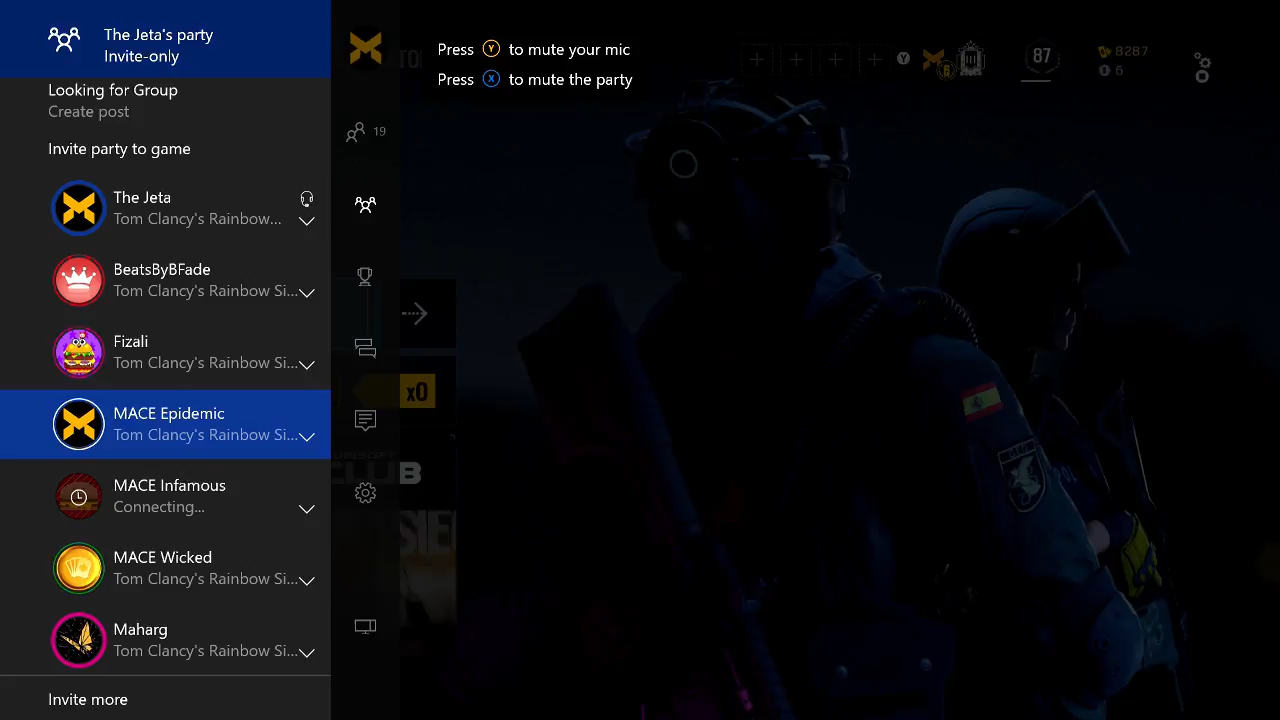 The Jeta's party
Invite-only
Looking for Group
Create post
Invite party to game
The Jeta
Tom Clancy's Rainbow...
BeatsByBFade
Tom Clancy's Rainbow Si...
Fizali
Tom Clancy's Rainbow Si...
MACE Epidemic
Tom Clancy's Rainbow Si...
MACE Infamous
Connecting...
MACE Wicked
Tom Clancy's Rainbow Si...
Maharg
Tom Clancy's Rainbow Si...
Invite more
19
Press Y to mute your mic
Press X to mute the party
Y
87
8287
6
x0
B
SIE